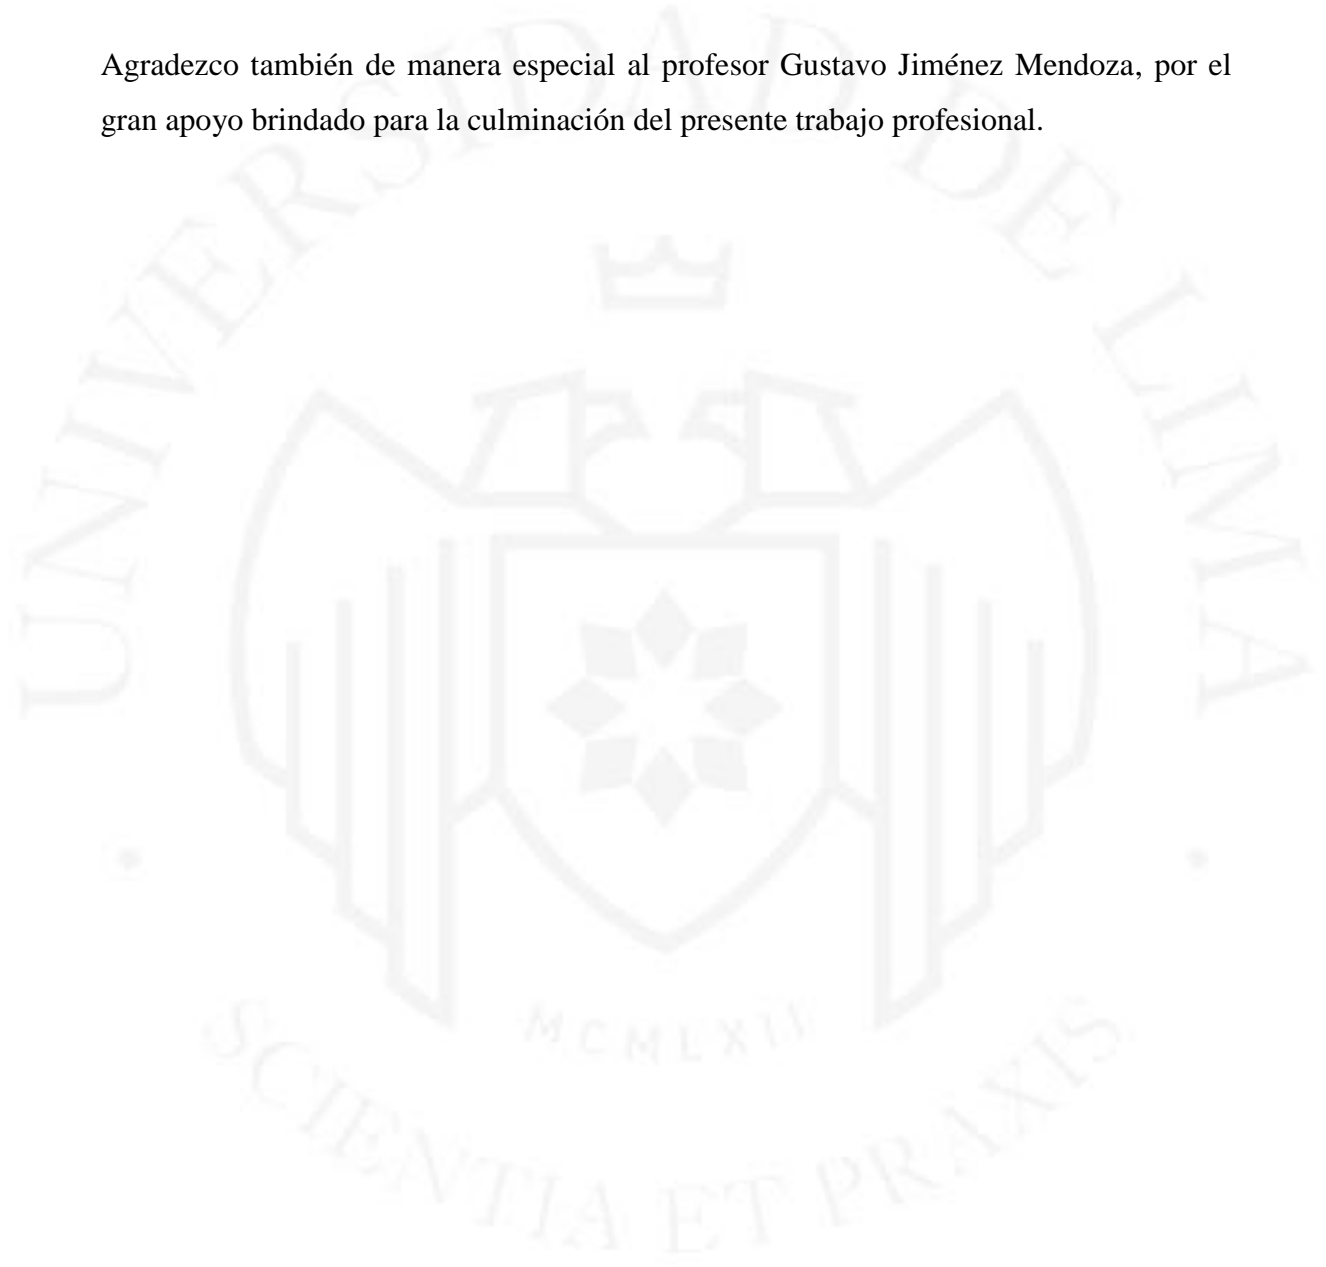 Agradezco también de manera especial al profesor Gustavo Jiménez Mendoza, por el
gran apoyo brindado para la culminación del presente trabajo profesional.
UNIVERSIDAD DE LIMA
MCMLXII
SCIENTIA ET PRAXIS